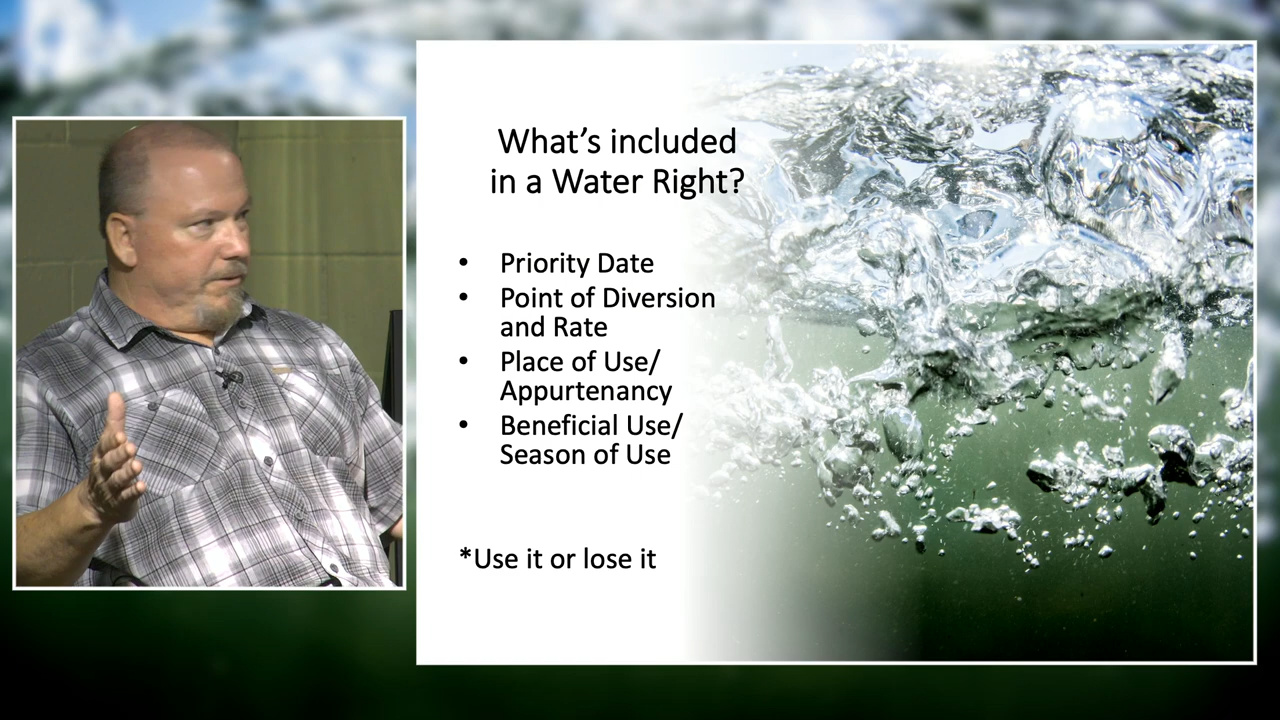 What’s included
in a Water Right?
• Priority Date
• Point of Diversion
and Rate
• Place of Use/
Appurtenancy
• Beneficial Use/
Season of Use
*Use it or lose it